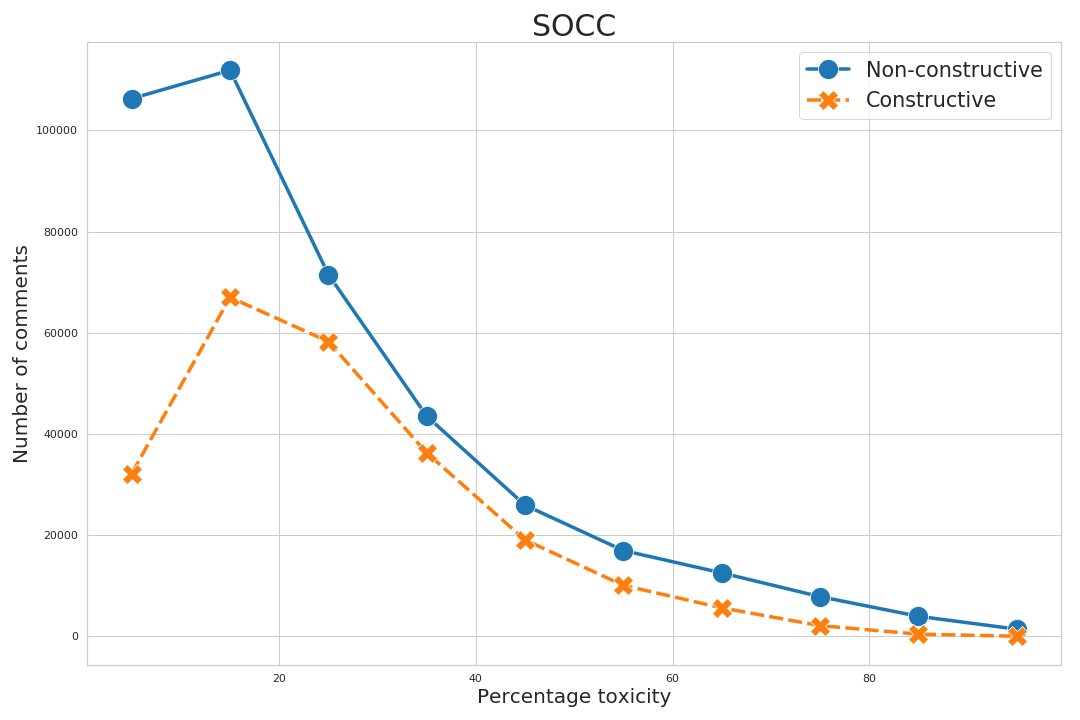 SOCC
Non-constructive
Constructive
100000
80000
60000
40000
20000
0
Number of comments
20
40
60
80
Percentage toxicity